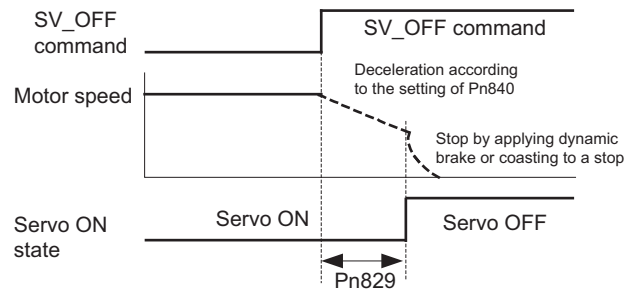 SV_OFF
command
SV_OFF command
Deceleration according
to the setting of Pn840
Motor speed
Stop by applying dynamic
brake or coasting to a stop
Servo ON
state
Servo ON
Servo OFF
Pn829